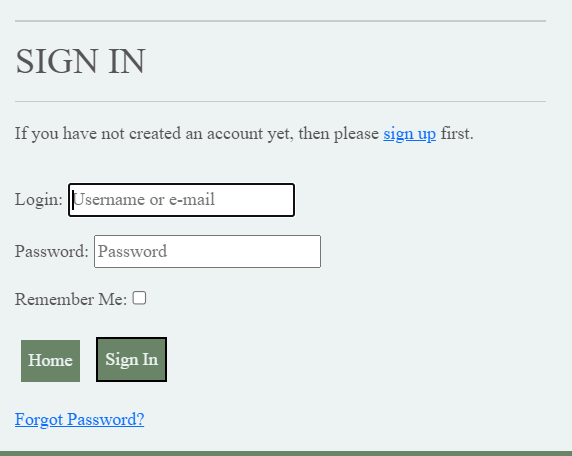 SIGN IN
If you have not created an account yet, then please sign up first.
Login: Username or e-mail
Password: Password
Remember Me:
Home Sign In
Forgot Password?